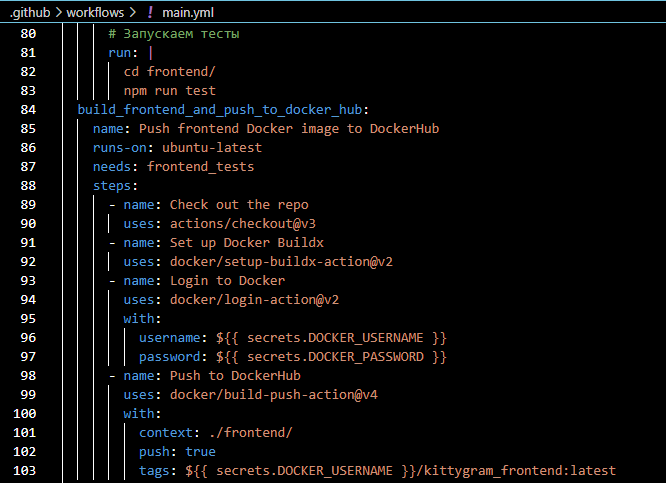 .github > workflows > ! main.yml
80 # Запускаем тесты
81 run: |
82 cd frontend/
83 npm run test
84 build_frontend_and_push_to_docker_hub:
85 name: Push frontend Docker image to DockerHub
86 runs-on: ubuntu-latest
87 needs: frontend_tests
88 steps:
89 - name: Check out the repo
90 uses: actions/checkout@v3
91 - name: Set up Docker Buildx
92 uses: docker/setup-buildx-action@v2
93 - name: Login to Docker
94 uses: docker/login-action@v2
95 with:
96 username: ${{ secrets.DOCKER_USERNAME }}
97 password: ${{ secrets.DOCKER_PASSWORD }}
98 - name: Push to DockerHub
99 uses: docker/build-push-action@v4
100 with:
101 context: ./frontend/
102 push: true
103 tags: ${{ secrets.DOCKER_USERNAME }}/kittygram_frontend:latest